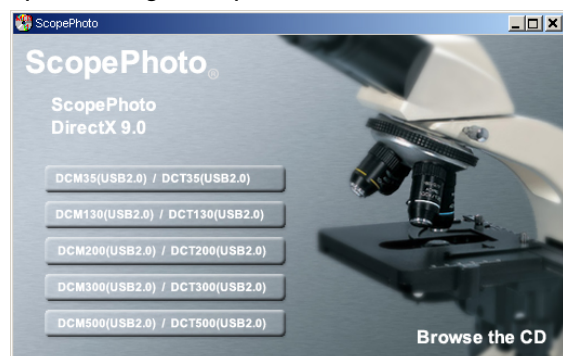 ScopePhoto
ScopePhoto®
ScopePhoto
DirectX 9.0
DCM35(USB2.0) / DCT35(USB2.0)
DCM130(USB2.0) / DCT130(USB2.0)
DCM200(USB2.0) / DCT200(USB2.0)
DCM300(USB2.0) / DCT300(USB2.0)
DCM500(USB2.0) / DCT500(USB2.0)
Browse the CD